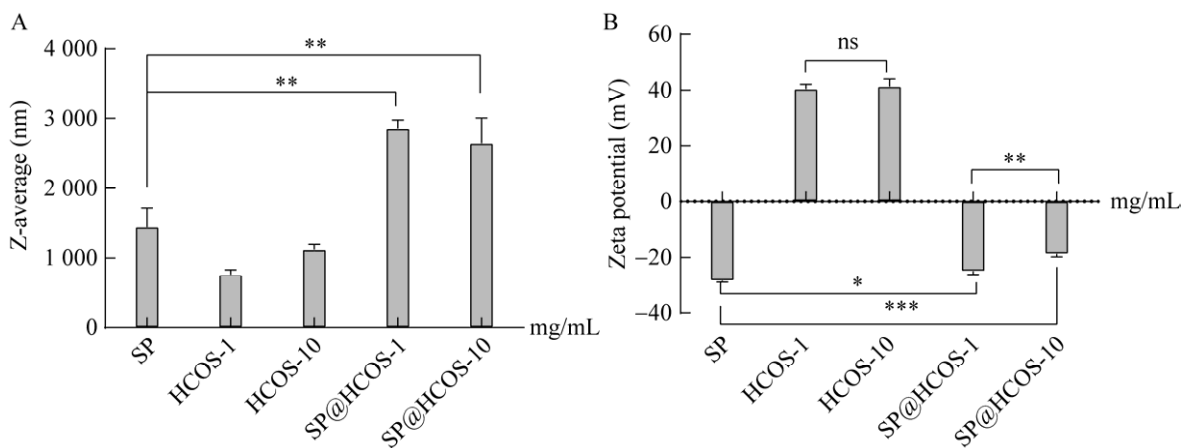 A
4 000
3 000
2 000
1 000
0
Z-average (nm)
**
**
mg/mL
SP
HCOS-1
HCOS-10
SP@HCOS-1
SP@HCOS-10
B
60
40
20
0
−20
−40
Zeta potential (mV)
ns
**
mg/mL
*
***
SP
HCOS-1
HCOS-10
SP@HCOS-1
SP@HCOS-10